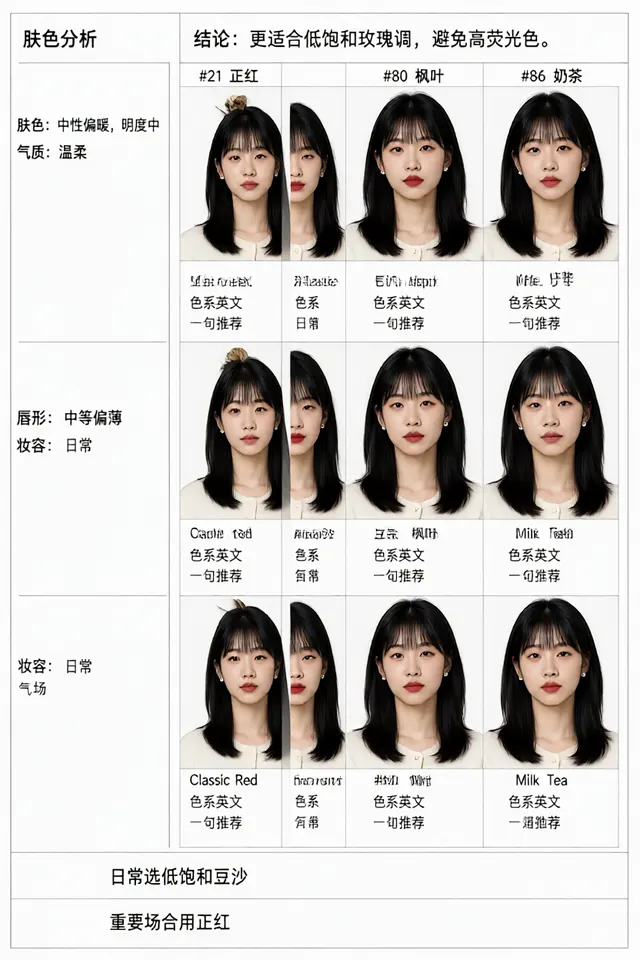 肤色分析
结论：更适合低饱和玫瑰调，避免高荧光色。
#21 正红
#80 枫叶
#86 奶茶
肤色：中性偏暖，明度中
气质：温柔
色系英文
色系
色系英文
色系英文
一句推荐
日常
一句推荐
一句推荐
唇形：中等偏薄
妆容：日常
枫叶
Milk
色系英文
色系
色系英文
色系英文
一句推荐
一句推荐
一句推荐
妆容：日常
气场
Classic Red
Milk Tea
色系英文
色系
色系英文
色系英文
一句推荐
一句推荐
日常选低饱和豆沙
重要场合用正红